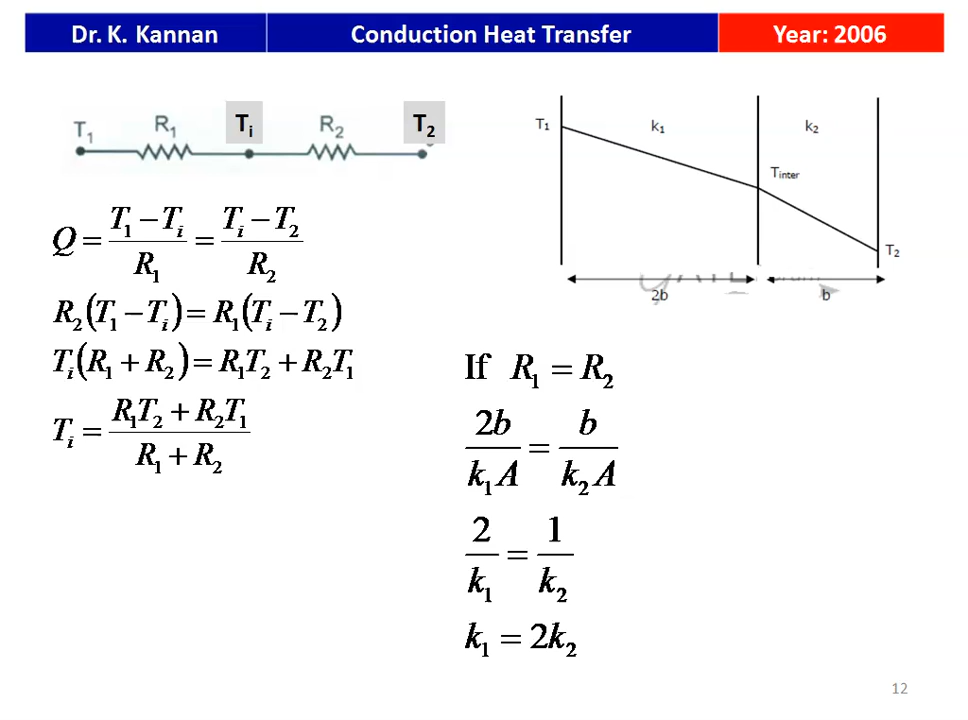 Dr. K. Kannan
Conduction Heat Transfer
Year: 2006
T₁ R₁ Tᵢ R₂ T₂
Q = (T₁ − Tᵢ)/R₁ = (Tᵢ − T₂)/R₂
R₂(T₁ − Tᵢ) = R₁(Tᵢ − T₂)
Tᵢ(R₁ + R₂) = R₁T₂ + R₂T₁
Tᵢ = (R₁T₂ + R₂T₁)/(R₁ + R₂)
T₁ k₁ k₂
Tinter
T₂
2b b
If R₁ = R₂
2b/(k₁A) = b/(k₂A)
2/k₁ = 1/k₂
k₁ = 2k₂
12